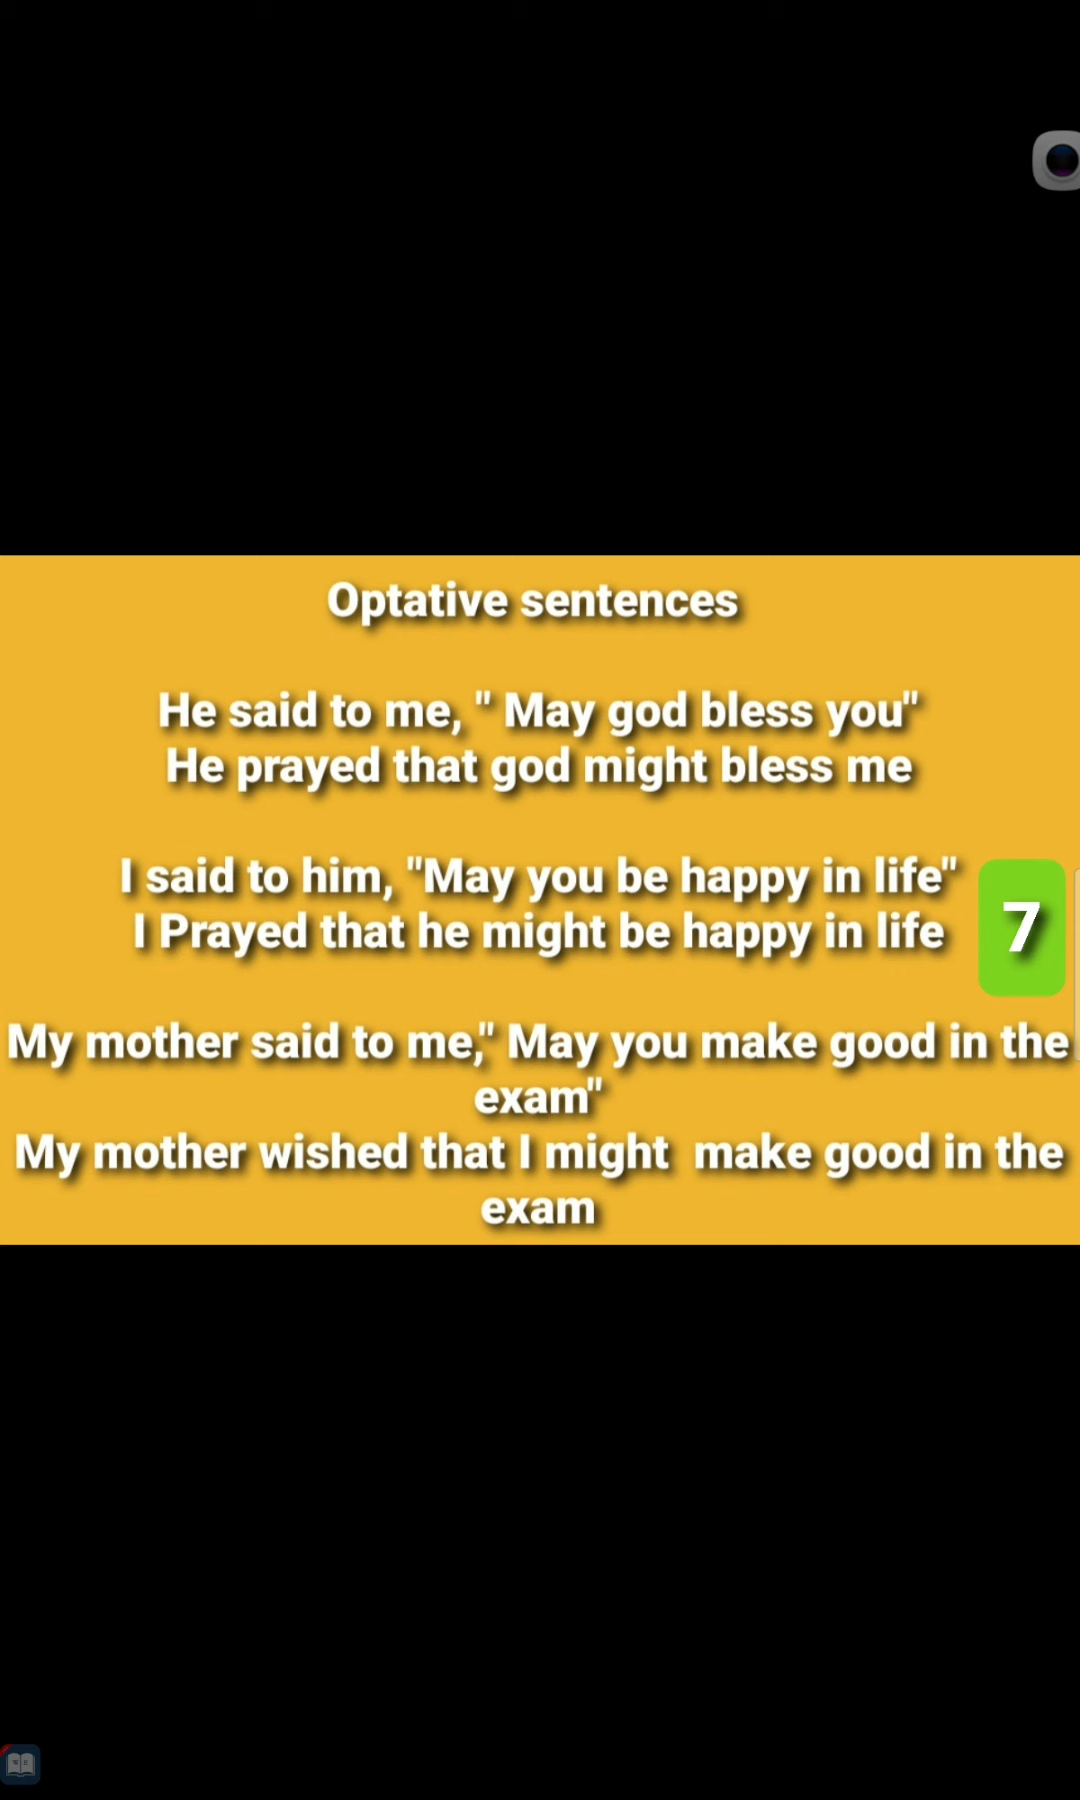 Optative sentences
He said to me, " May god bless you"
He prayed that god might bless me
I said to him, "May you be happy in life"
I Prayed that he might be happy in life
7
My mother said to me," May you make good in the
exam"
My mother wished that I might  make good in the
exam